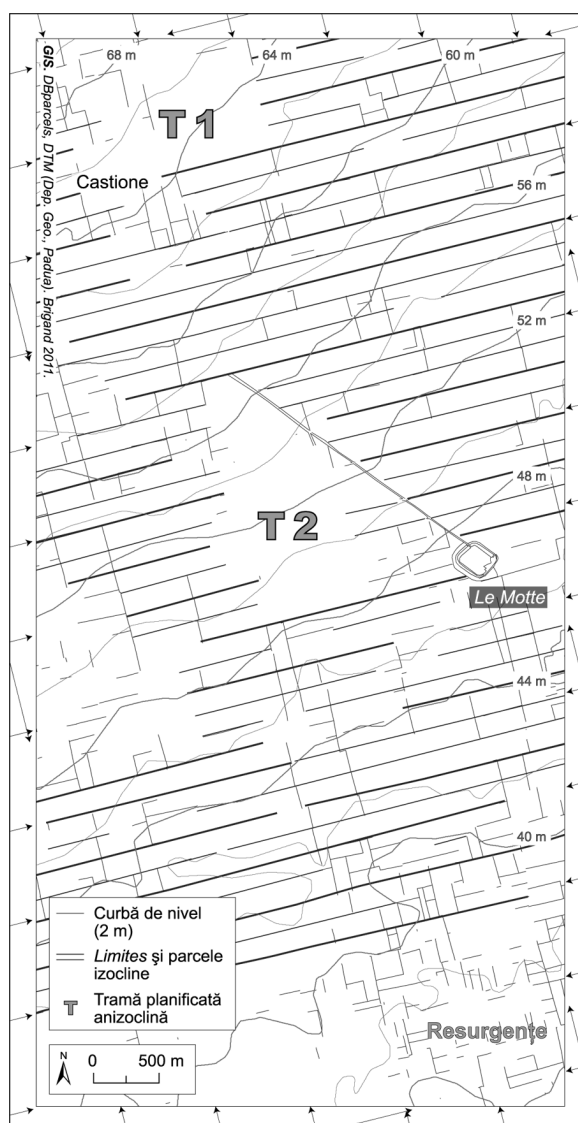 68 m
64 m
60 m
GIS. DBparcels, DTM (Dep. Geo., Padua). Brigand 2011.
T 1
Castione
56 m
52 m
48 m
T 2
Le Motte
44 m
40 m
Curbă de nivel
(2 m)
Limites și parcele
izocline
T
Tramă planificată
anizoclină
Resurgențe
N
0
500 m